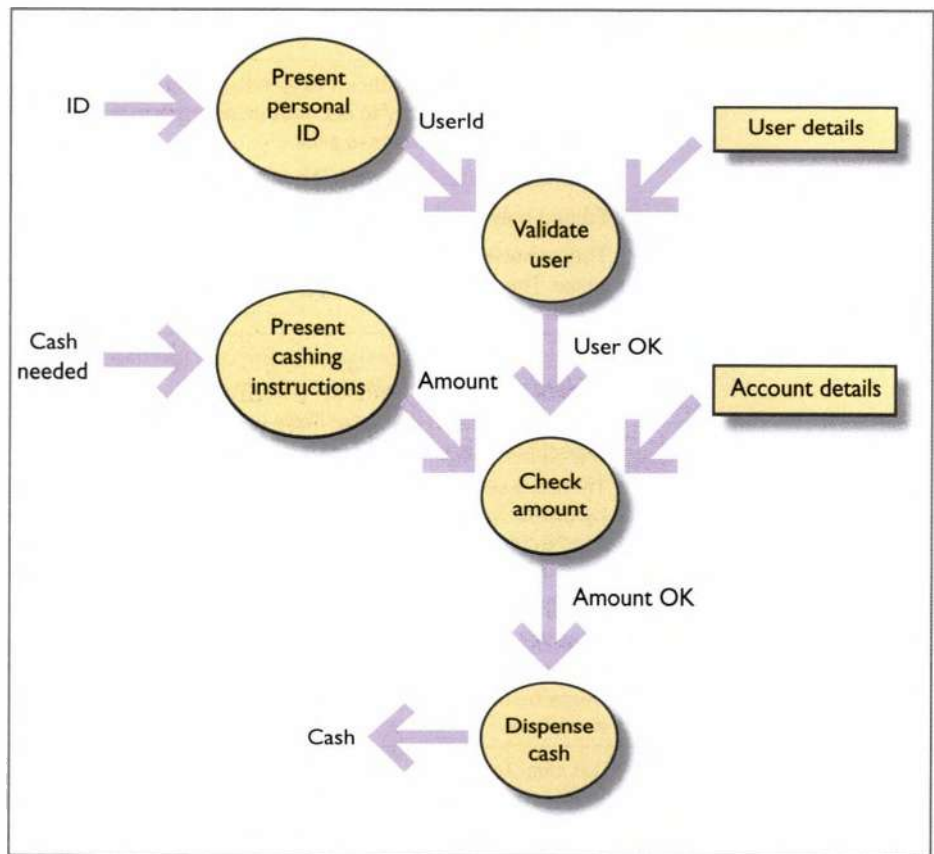 Present
personal
ID
ID
UserId
User details
Validate
user
Present
cashing
instructions
Cash
needed
User OK
Amount
Account details
Check
amount
Amount OK
Dispense
cash
Cash